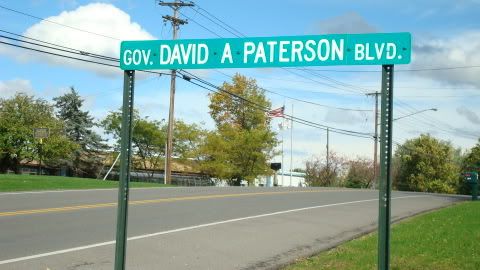 GOV. DAVID A PATERSON BLVD.